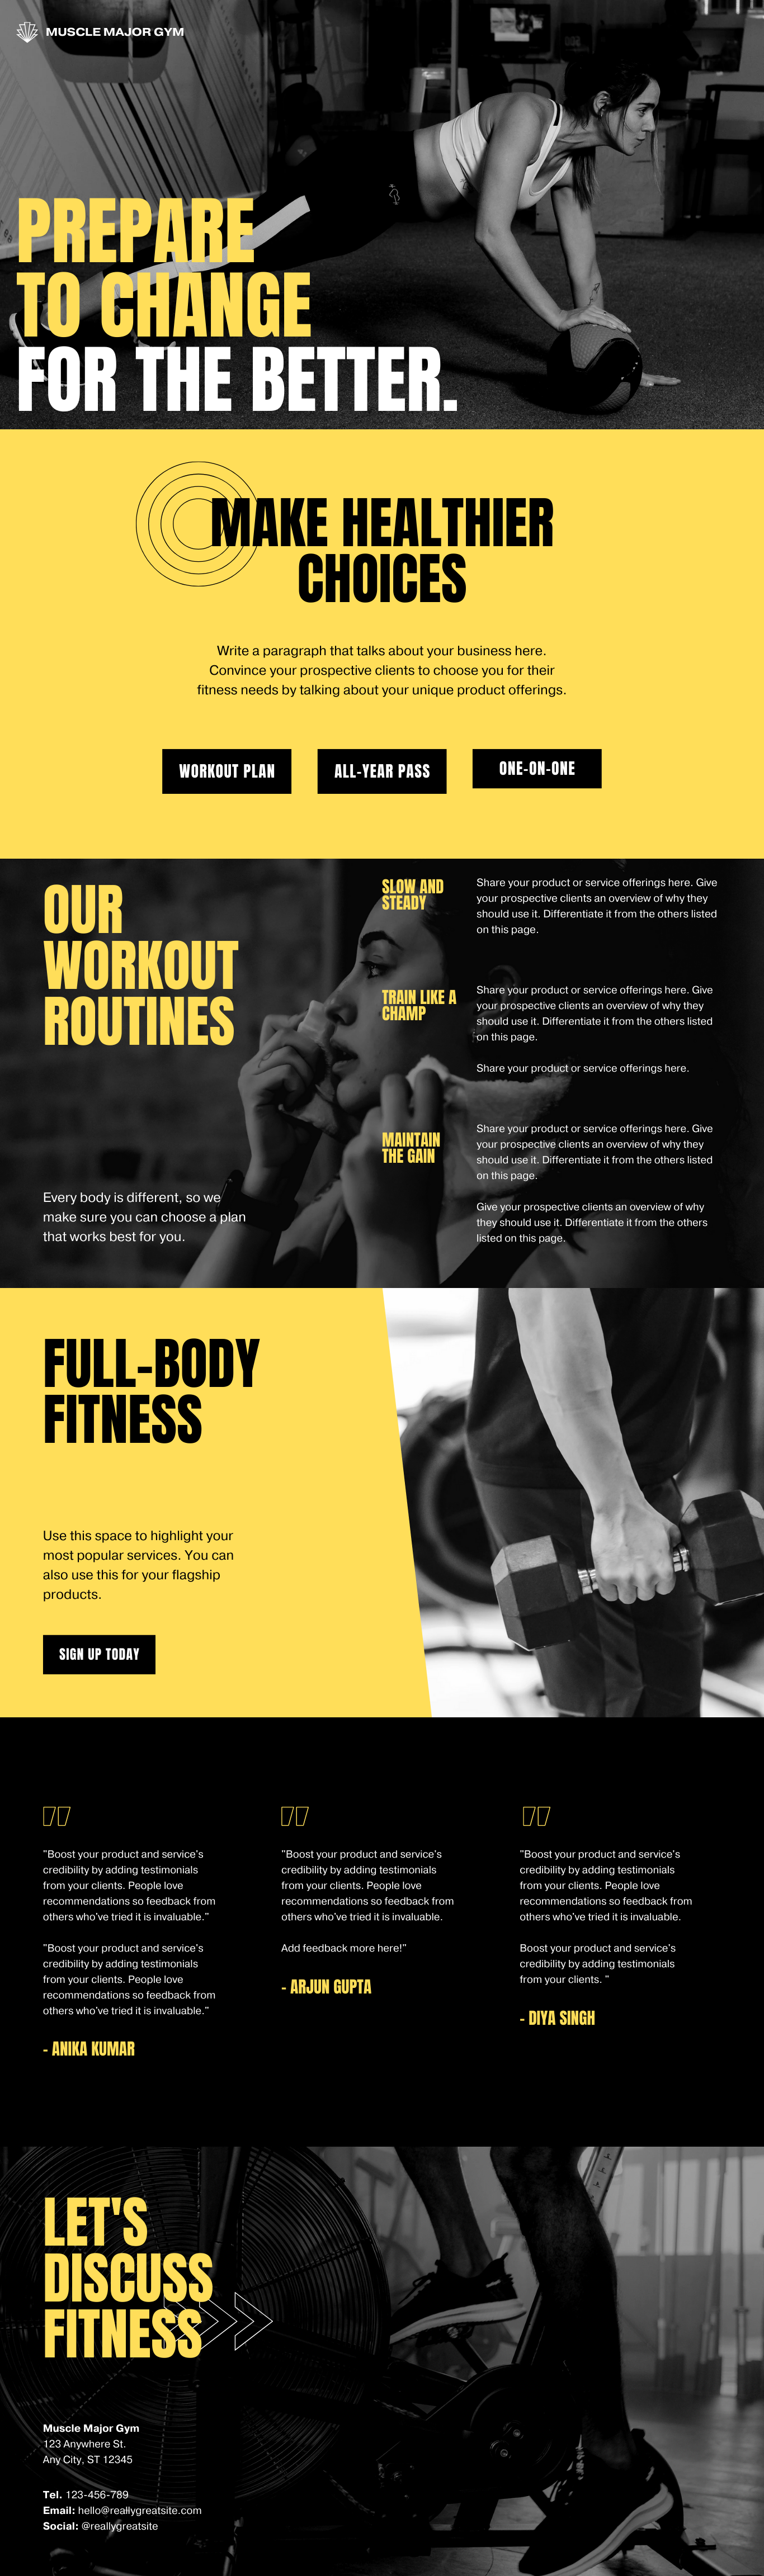 MUSCLE MAJOR GYM
PREPARE
TO CHANGE
FOR THE BETTER.
MAKE HEALTHIER
CHOICES
Write a paragraph that talks about your business here.
Convince your prospective clients to choose you for their
fitness needs by talking about your unique product offerings.
WORKOUT PLAN
ALL-YEAR PASS
ONE-ON-ONE
OUR
WORKOUT
ROUTINES
Every body is different, so we
make sure you can choose a plan
that works best for you.
SLOW AND
STEADY
Share your product or service offerings here. Give
your prospective clients an overview of why they
should use it. Differentiate it from the others listed
on this page.
TRAIN LIKE A
CHAMP
Share your product or service offerings here. Give
your prospective clients an overview of why they
should use it. Differentiate it from the others listed
on this page.
Share your product or service offerings here.
MAINTAIN
THE GAIN
Share your product or service offerings here. Give
your prospective clients an overview of why they
should use it. Differentiate it from the others listed
on this page.
Give your prospective clients an overview of why
they should use it. Differentiate it from the others
listed on this page.
FULL-BODY
FITNESS
Use this space to highlight your
most popular services. You can
also use this for your flagship
products.
SIGN UP TODAY
"Boost your product and service's
credibility by adding testimonials
from your clients. People love
recommendations so feedback from
others who've tried it is invaluable."
"Boost your product and service's
credibility by adding testimonials
from your clients. People love
recommendations so feedback from
others who've tried it is invaluable."
- ANIKA KUMAR
"Boost your product and service's
credibility by adding testimonials
from your clients. People love
recommendations so feedback from
others who've tried it is invaluable.
Add feedback more here!"
- ARJUN GUPTA
"Boost your product and service's
credibility by adding testimonials
from your clients. People love
recommendations so feedback from
others who've tried it is invaluable.
Boost your product and service's
credibility by adding testimonials
from your clients. "
- DIYA SINGH
LET'S
DISCUSS
FITNESS
Muscle Major Gym
123 Anywhere St.
Any City, ST 12345
Tel. 123-456-789
Email: hello@reallygreatsite.com
Social: @reallygreatsite